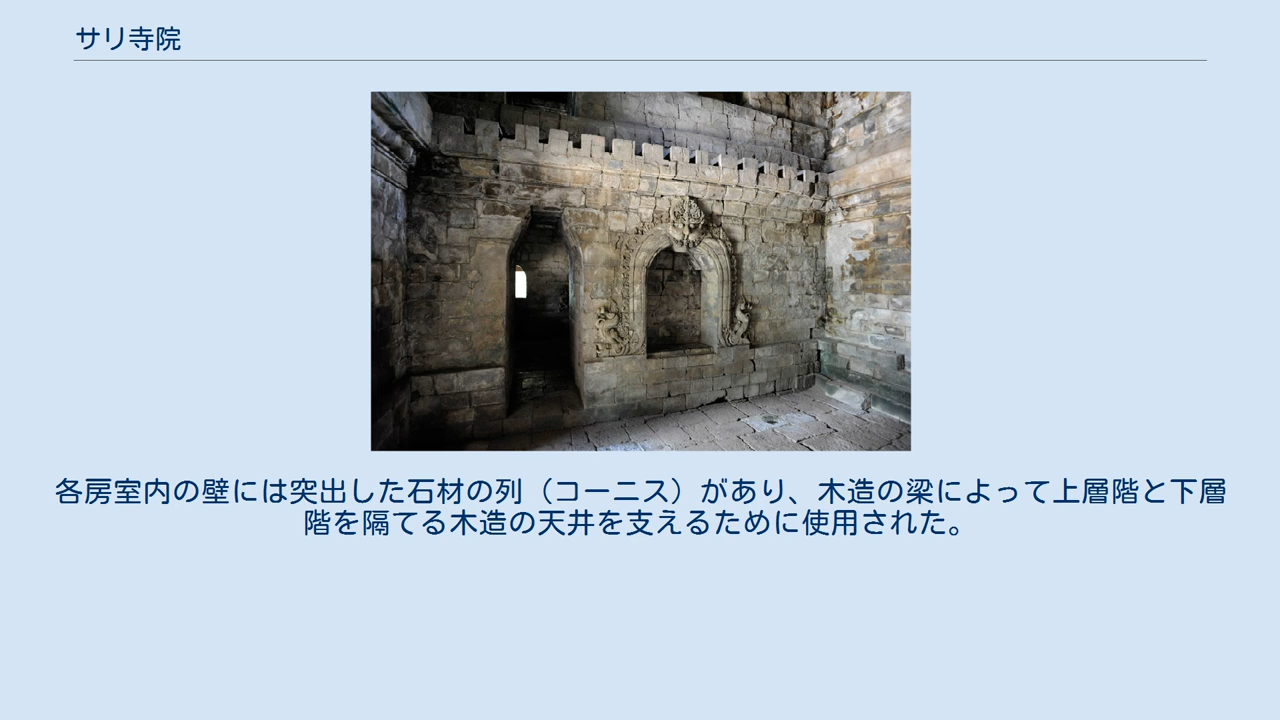 サリ寺院
各房室内の壁には突出した石材の列（コーニス）があり、木造の梁によって上層階と下層
階を隔てる木造の天井を支えるために使用された。